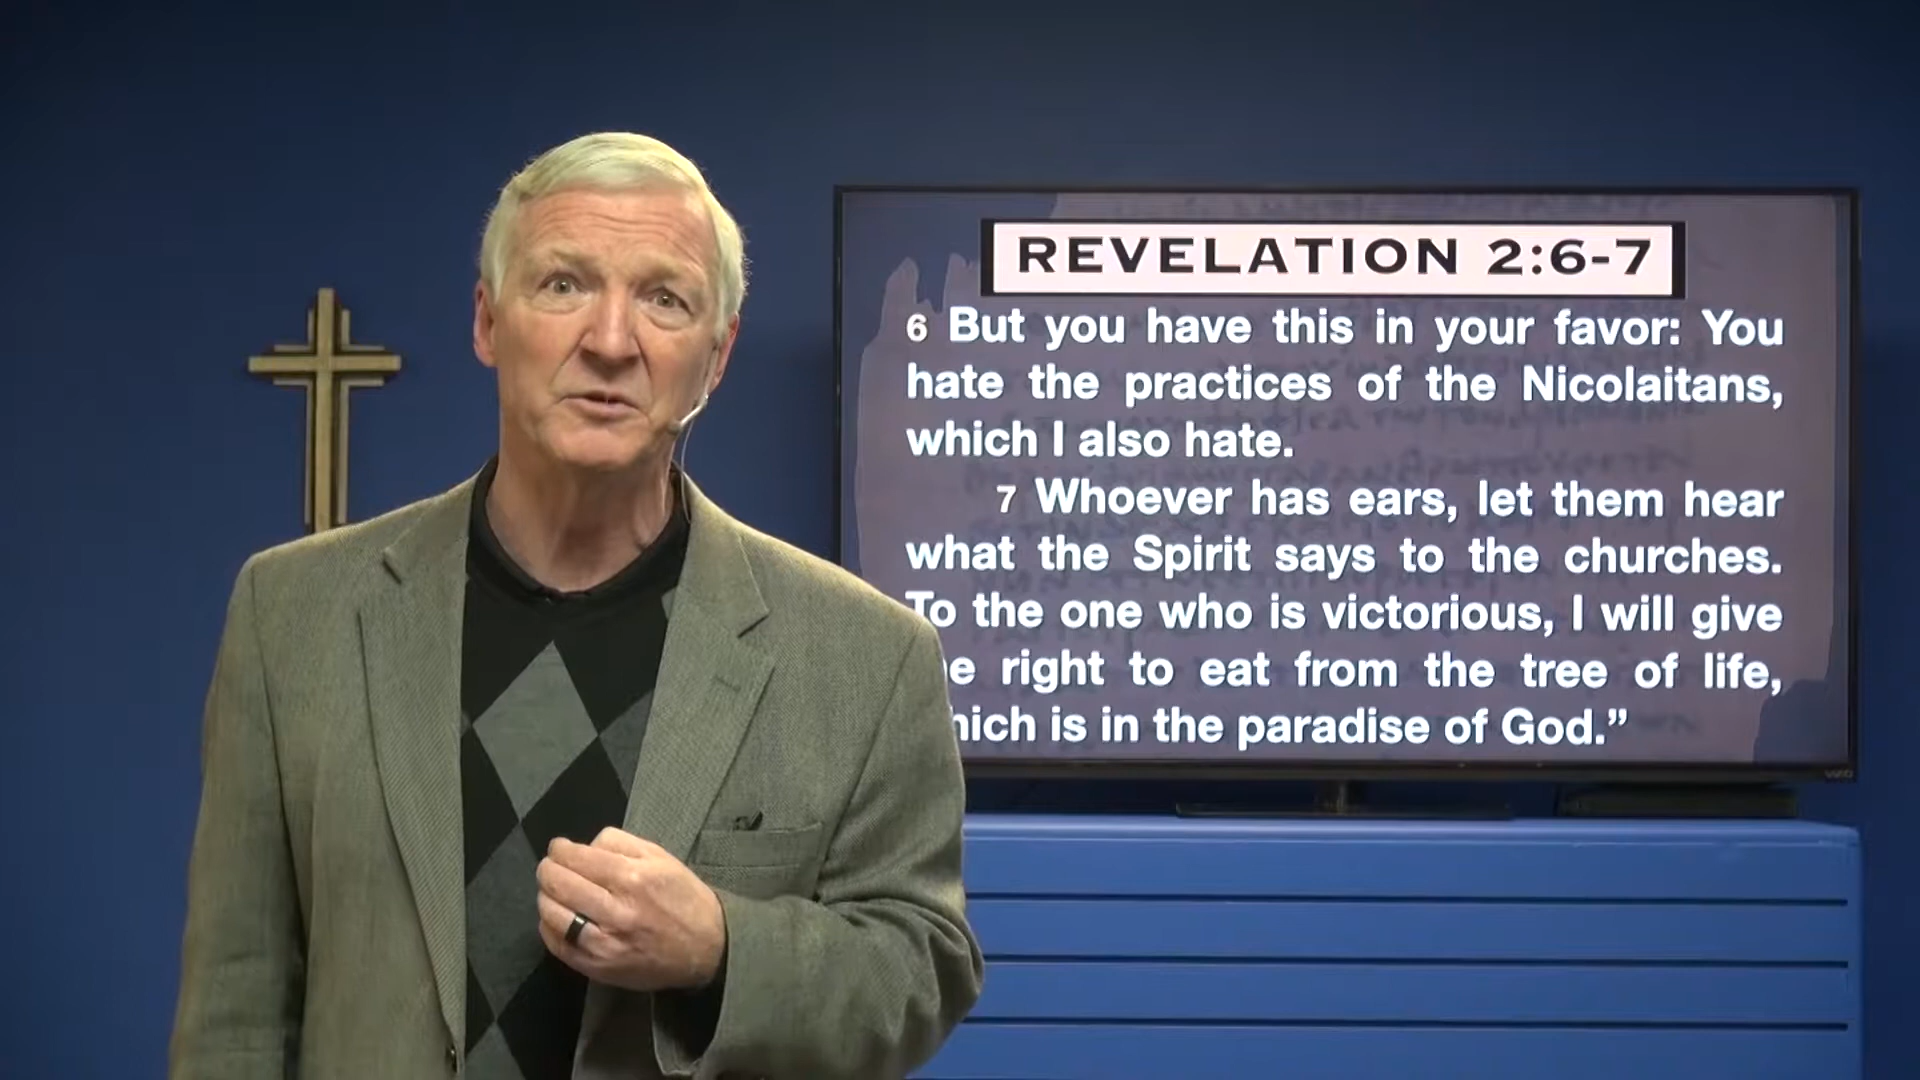 REVELATION 2:6-7
6 But you have this in your favor: You
hate the practices of the Nicolaitans,
which I also hate.
7 Whoever has ears, let them hear
what the Spirit says to the churches.
To the one who is victorious, I will give
right to eat from the tree of life,
is in the paradise of God.”
VIZIO